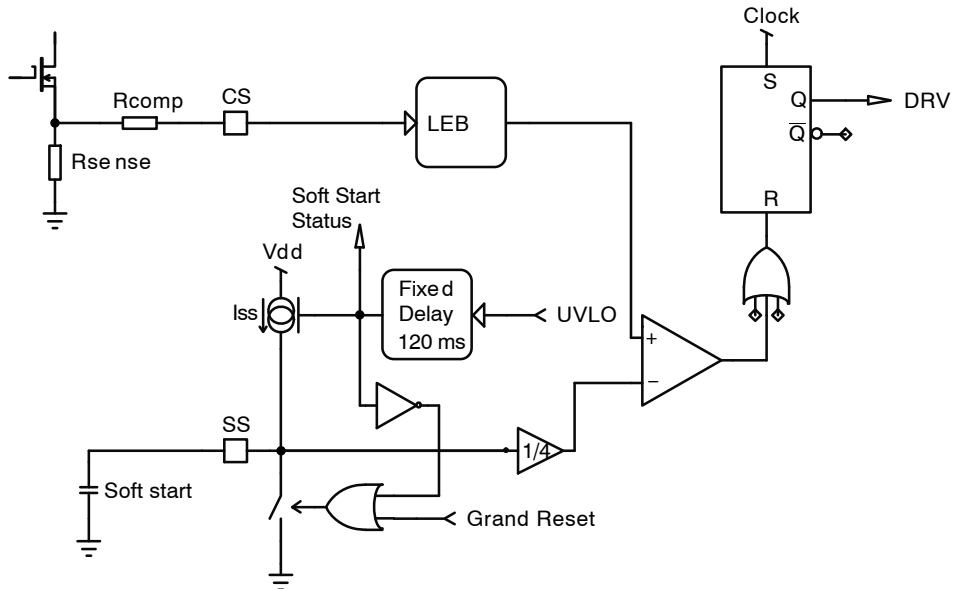 Clock
S
Q
DRV
Q
R
Rcomp
CS
LEB
Rse nse
Soft Start
Status
Vdd
Iss
Fixed
Delay
120 ms
UVLO
+
−
SS
1/4
Soft start
Grand Reset